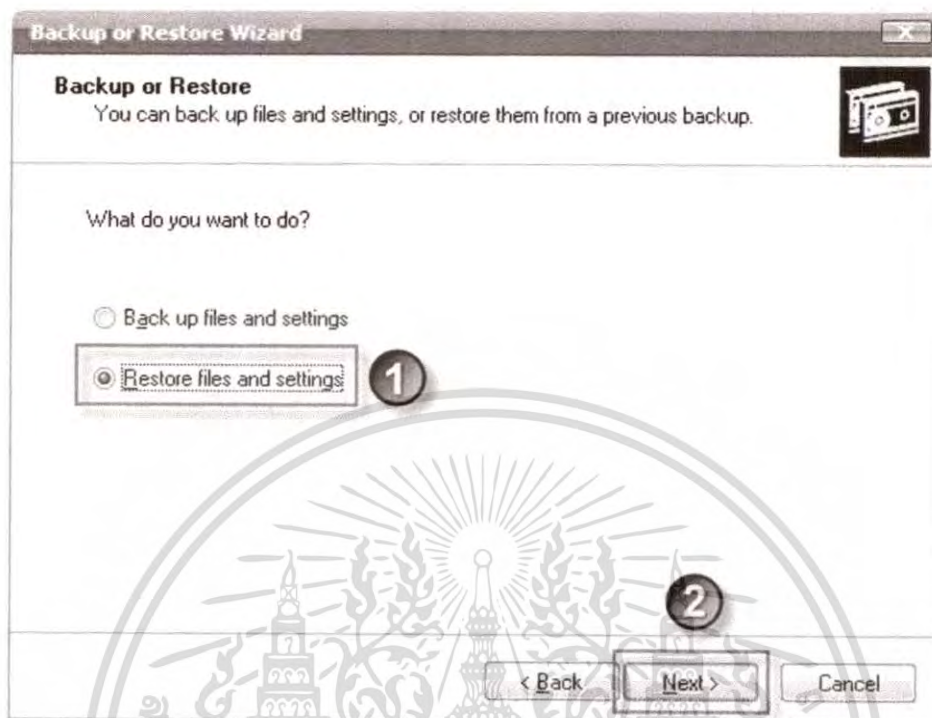 Backup or Restore Wizard
Backup or Restore
You can back up files and settings, or restore them from a previous backup.
What do you want to do?
Back up files and settings
Restore files and settings
1
2
< Back
Next >
Cancel